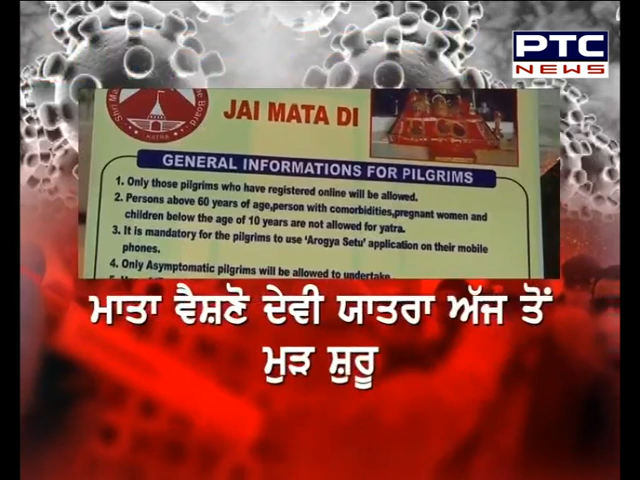 PTC
NEWS
JAI MATA DI
GENERAL INFORMATIONS FOR PILGRIMS
1. Only those pilgrims who have registered online will be allowed.
2. Persons above 60 years of age,person with comorbidities,pregnant women and
children below the age of 10 years are not allowed for yatra.
3. It is mandatory for the pilgrims to use 'Arogya Setu' application on their mobile
phones.
4. Only Asymptomatic pilgrims will be allowed to undertake
ਮਾਤਾ ਵੈਸ਼ਣੋ ਦੇਵੀ ਯਾਤਰਾ ਅੱਜ ਤੋਂ
ਮੁੜ ਸ਼ੁਰੂ